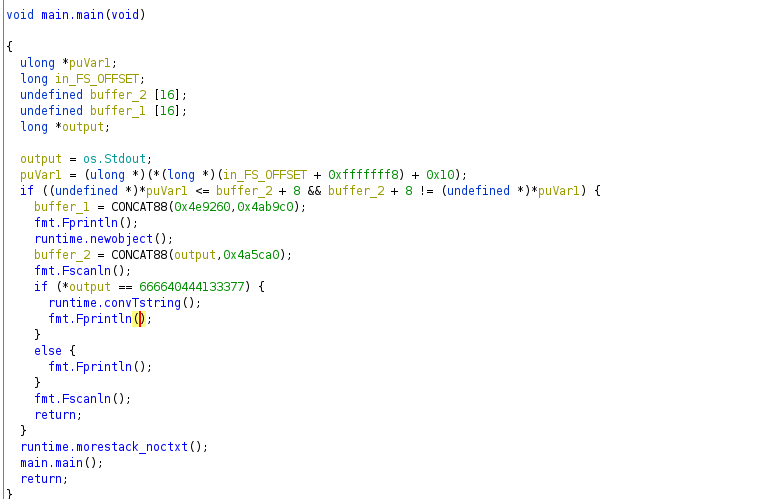 void main.main(void)
{
ulong *puVar1;
long in_FS_OFFSET;
undefined buffer_2 [16];
undefined buffer_1 [16];
long *output;
output = os.Stdout;
puVar1 = (ulong *)(*(long *)(in_FS_OFFSET + 0xfffffff8) + 0x10);
if ((undefined *)*puVar1 <= buffer_2 + 8 && buffer_2 + 8 != (undefined *)*puVar1) {
buffer_1 = CONCAT88(0x4e9260,0x4ab9c0);
fmt.Fprintln();
runtime.newobject();
buffer_2 = CONCAT88(output,0x4a5ca0);
fmt.Fscanln();
if (*output == 666640444133377) {
runtime.convTstring();
fmt.Fprintln();
}
else {
fmt.Fprintln();
}
fmt.Fscanln();
return;
}
runtime.morestack_noctxt();
main.main();
return;
}